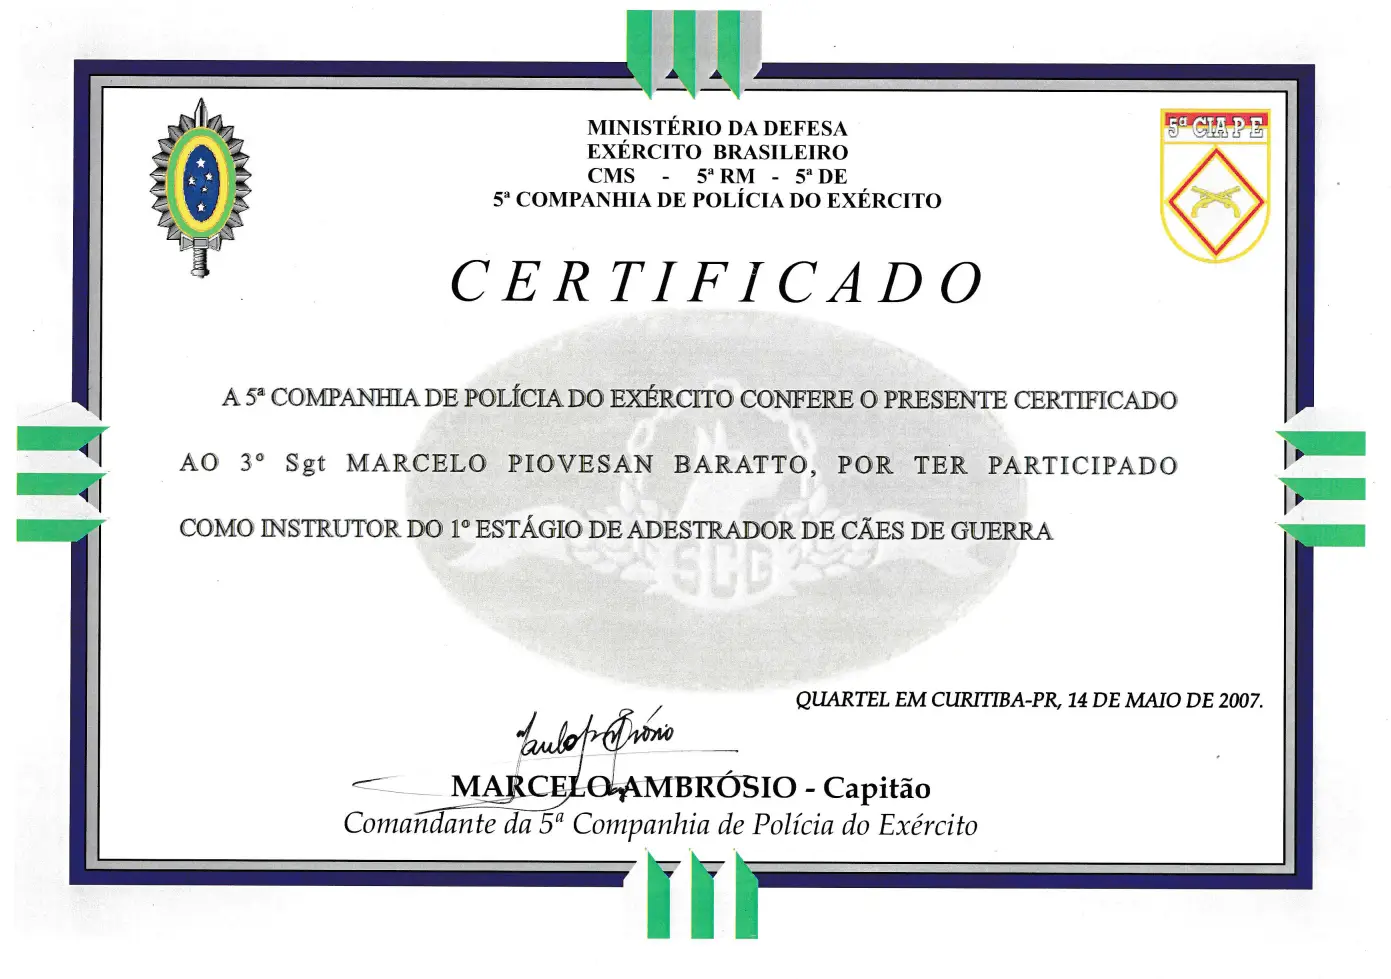 MINISTÉRIO DA DEFESA
EXÉRCITO BRASILEIRO
CMS - 5ª RM - 5ª DE
5ª COMPANHIA DE POLÍCIA DO EXÉRCITO
5ª CIA P E
CERTIFICADO
A 5ª COMPANHIA DE POLÍCIA DO EXÉRCITO CONFERE O PRESENTE CERTIFICADO
AO 3º Sgt MARCELO PIOVESAN BARATTO, POR TER PARTICIPADO
COMO INSTRUTOR DO 1º ESTÁGIO DE ADESTRADOR DE CÃES DE GUERRA
SCG
QUARTEL EM CURITIBA-PR, 14 DE MAIO DE 2007.
MARCELO AMBRÓSIO - Capitão
Comandante da 5ª Companhia de Polícia do Exército